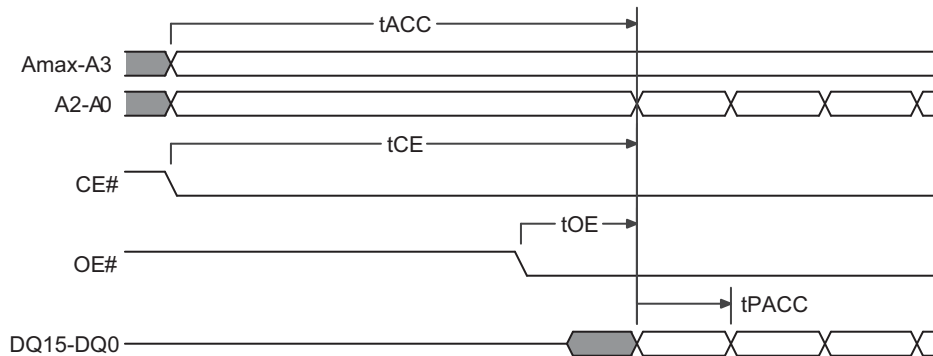 tACC
Amax-A3
A2-A0
tCE
CE#
tOE
OE#
tPACC
DQ15-DQ0